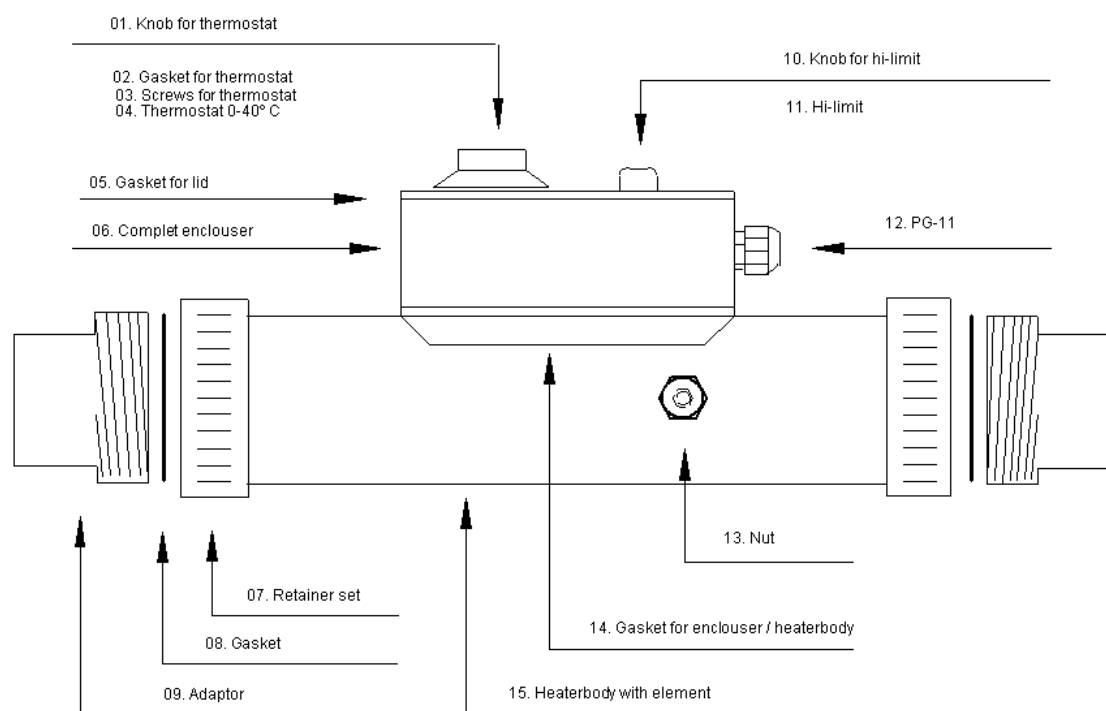 01. Knob for thermostat
02. Gasket for thermostat
03. Screws for thermostat
04. Thermostat 0-40º C
05. Gasket for lid
06. Complet enclouser
10. Knob for hi-limit
11. Hi-limit
12. PG-11
13. Nut
07. Retainer set
08. Gasket
09. Adaptor
14. Gasket for enclouser / heaterbody
15. Heaterbody with element